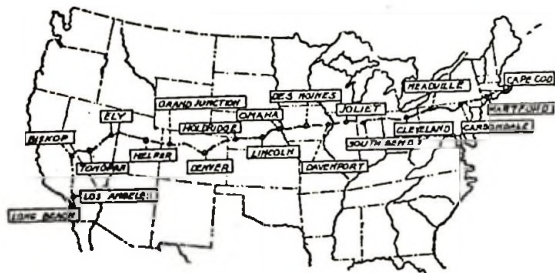 CAPE COD
MEADVILLE
DES MOINES
HARTFORD
GRAND JUNCTION
OMAHA
JOLIET
ELY
HOLDRIDGE
BISHOP
CLEVELAND
CARBONDALE
SOUTH BEND
HELPER
LINCOLN
TONOPAH
DENVER
DAVENPORT
LOS ANGELES
LONG BEACH